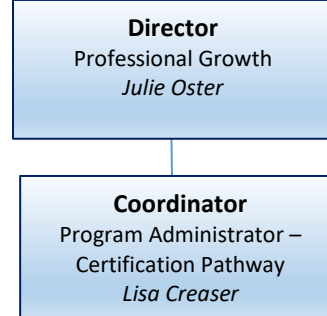 Director
Professional Growth
Julie Oster
Coordinator
Program Administrator –
Certification Pathway
Lisa Creaser